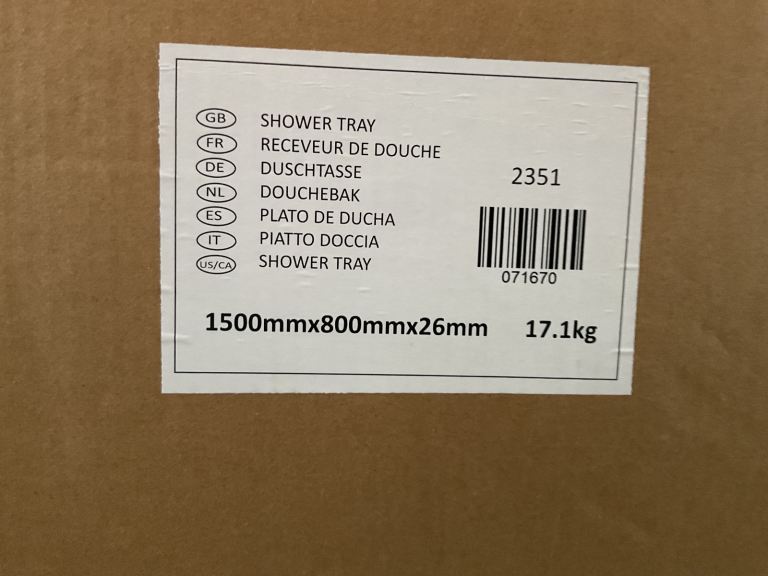 GB SHOWER TRAY
FR RECEVEUR DE DOUCHE
DE DUSCHTASSE
NL DOUCHEBAK
ES PLATO DE DUCHA
IT PIATTO DOCCIA
US/CA SHOWER TRAY
2351
071670
1500mmx800mmx26mm 17.1kg